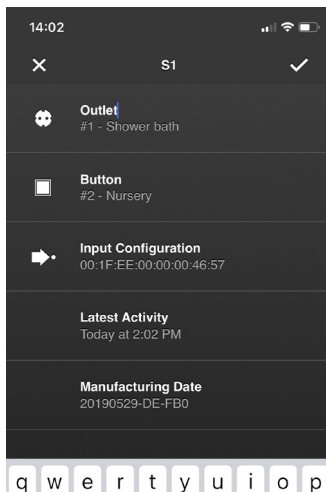 14:02
S1
Outlet
#1 - Shower bath
Button
#2 - Nursery
Input Configuration
00:1F:EE:00:00:00:46:57
Latest Activity
Today at 2:02 PM
Manufacturing Date
20190529-DE-FB0
q w e r t y u i o p